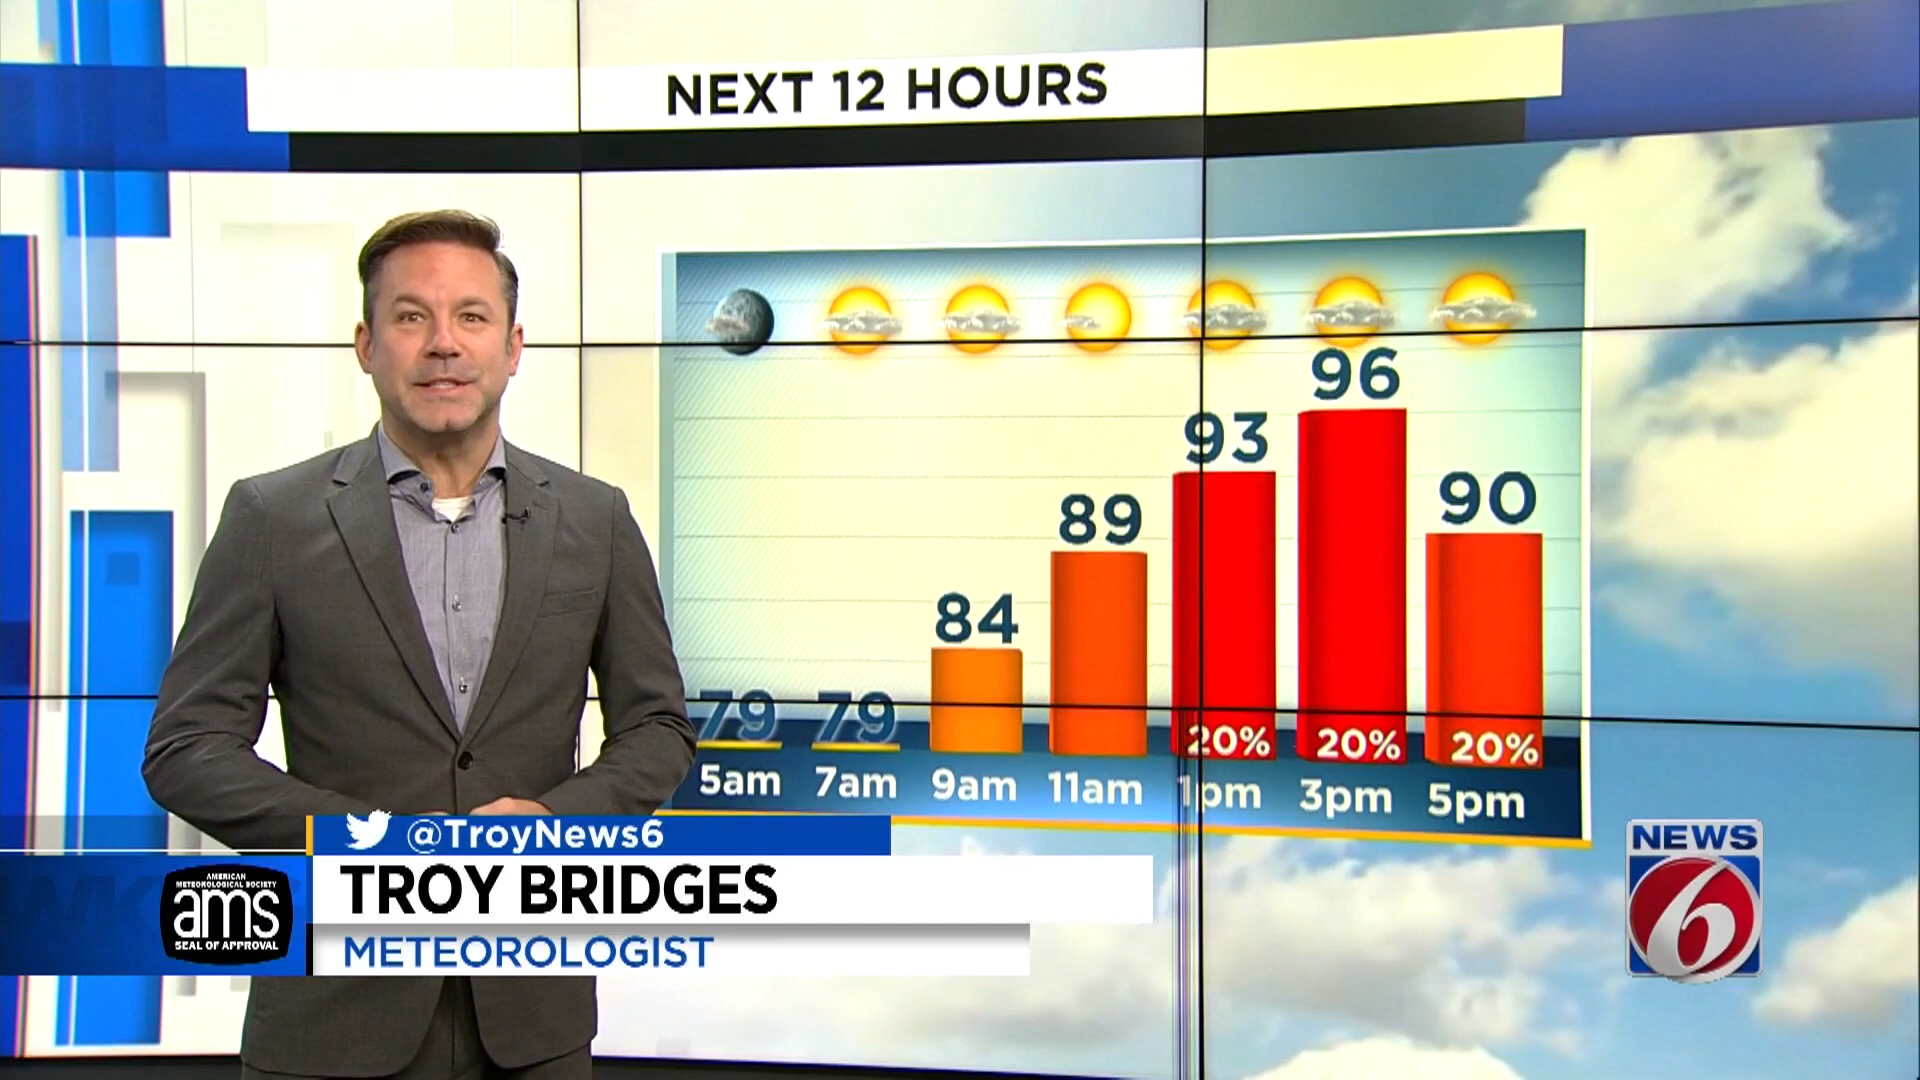 NEXT 12 HOURS
96
93
90
89
84
79 79
20% 20% 20%
5am 7am 9am 11am 1pm 3pm 5pm
@TroyNews6
TROY BRIDGES
METEOROLOGIST
AMERICAN
METEOROLOGICAL SOCIETY
ams
SEAL OF APPROVAL
NEWS
6